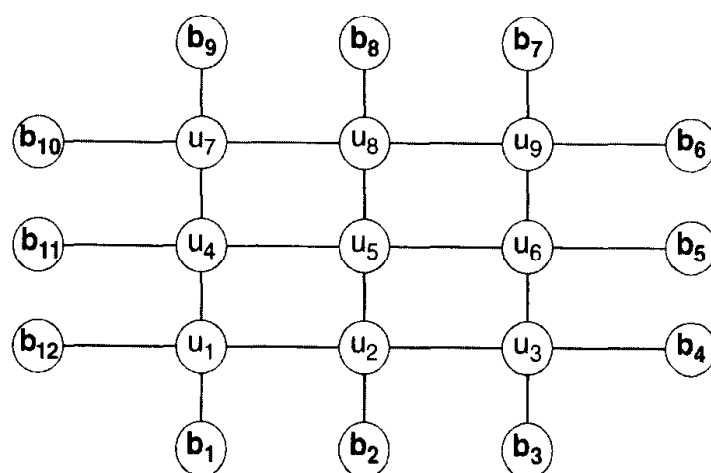 b₉ b₈ b₇
b₁₀ u₇ u₈ u₉ b₆
b₁₁ u₄ u₅ u₆ b₅
b₁₂ u₁ u₂ u₃ b₄
b₁ b₂ b₃